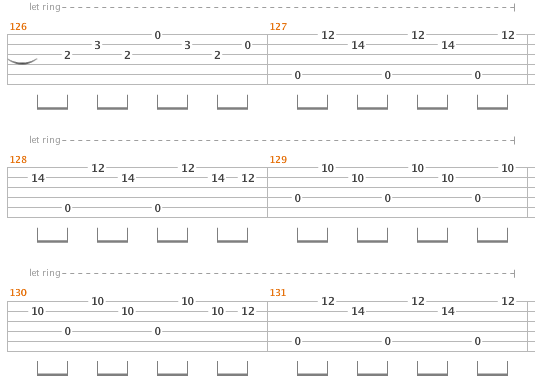 let ring
126 127
0 12 12 12
3 3 0 14 14
2 2 2
0 0 0
let ring
128 129
12 12 10 10 10
14 14 14 12 10 10
0 0 0
0 0
let ring
130 131
10 10 12 12 12
10 10 10 12 14 14
0 0
0 0 0